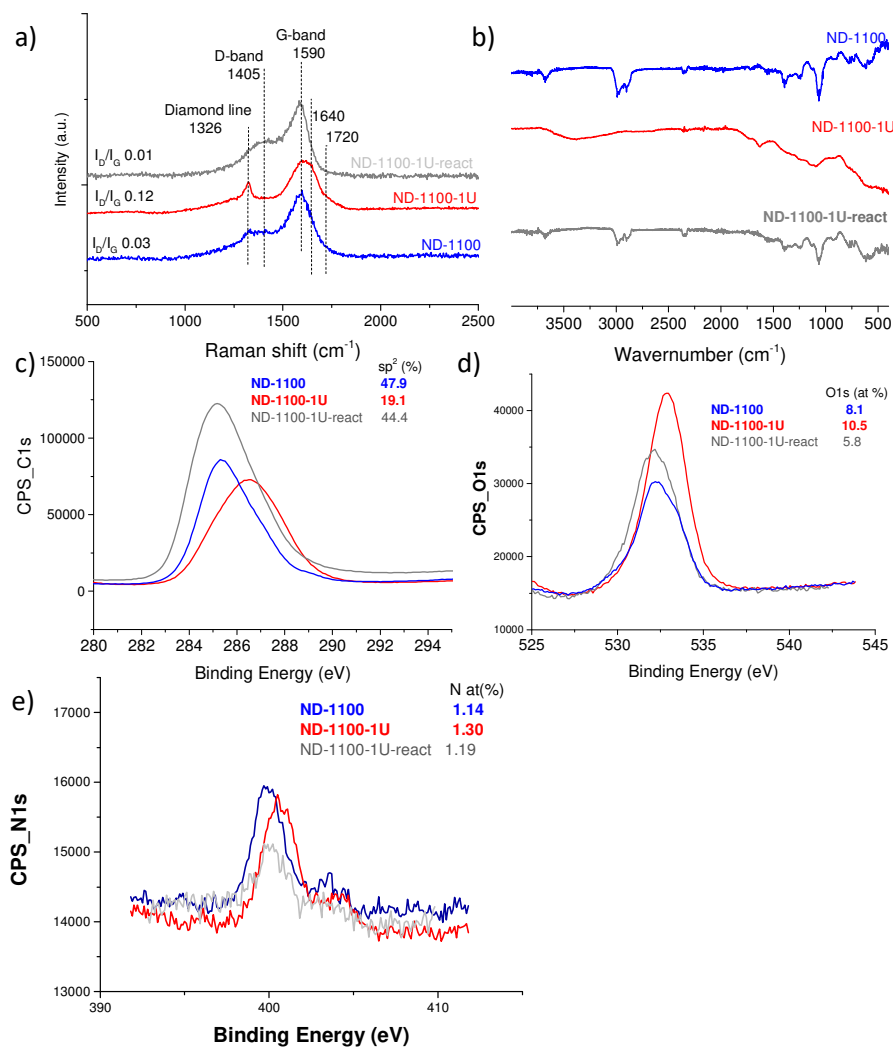 a)
G-band
1590
D-band
1405
Diamond line
1326
1640
1720
I_D/I_G 0.01
ND-1100-1U-react
I_D/I_G 0.12
ND-1100-1U
I_D/I_G 0.03
ND-1100
Intensity (a.u.)
500 1000 1500 2000 2500
Raman shift (cm⁻¹)
b)
ND-1100
ND-1100-1U
ND-1100-1U-react
3500 3000 2500 2000 1500 1000 500
Wavernumber (cm⁻¹)
c)
sp² (%)
ND-1100 47.9
ND-1100-1U 19.1
ND-1100-1U-react 44.4
CPS_C1s
150000
100000
50000
0
280 282 284 286 288 290 292 294
Binding Energy (eV)
d)
O1s (at %)
ND-1100 8.1
ND-1100-1U 10.5
ND-1100-1U-react 5.8
CPS_O1s
40000
30000
20000
10000
525 530 535 540 545
Binding Energy (eV)
e)
N at(%)
ND-1100 1.14
ND-1100-1U 1.30
ND-1100-1U-react 1.19
CPS_N1s
17000
16000
15000
14000
13000
390 400 410
Binding Energy (eV)